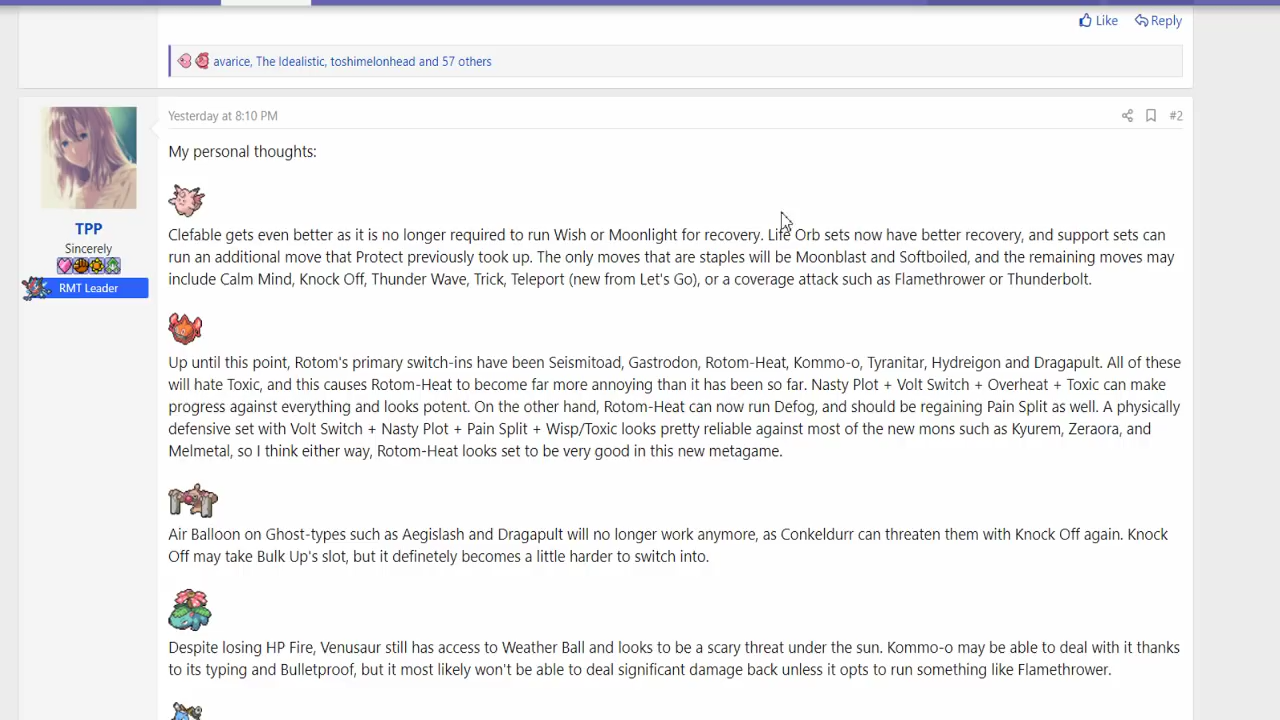 Like Reply
avarice, The Idealistic, toshimelonhead and 57 others
Yesterday at 8:10 PM #2
My personal thoughts:
TPP
Sincerely
RMT Leader
Clefable gets even better as it is no longer required to run Wish or Moonlight for recovery. Life Orb sets now have better recovery, and support sets can
run an additional move that Protect previously took up. The only moves that are staples will be Moonblast and Softboiled, and the remaining moves may
include Calm Mind, Knock Off, Thunder Wave, Trick, Teleport (new from Let's Go), or a coverage attack such as Flamethrower or Thunderbolt.
Up until this point, Rotom's primary switch-ins have been Seismitoad, Gastrodon, Rotom-Heat, Kommo-o, Tyranitar, Hydreigon and Dragapult. All of these
will hate Toxic, and this causes Rotom-Heat to become far more annoying than it has been so far. Nasty Plot + Volt Switch + Overheat + Toxic can make
progress against everything and looks potent. On the other hand, Rotom-Heat can now run Defog, and should be regaining Pain Split as well. A physically
defensive set with Volt Switch + Nasty Plot + Pain Split + Wisp/Toxic looks pretty reliable against most of the new mons such as Kyurem, Zeraora, and
Melmetal, so I think either way, Rotom-Heat looks set to be very good in this new metagame.
Air Balloon on Ghost-types such as Aegislash and Dragapult will no longer work anymore, as Conkeldurr can threaten them with Knock Off again. Knock
Off may take Bulk Up's slot, but it definetely becomes a little harder to switch into.
Despite losing HP Fire, Venusaur still has access to Weather Ball and looks to be a scary threat under the sun. Kommo-o may be able to deal with it thanks
to its typing and Bulletproof, but it most likely won't be able to deal significant damage back unless it opts to run something like Flamethrower.